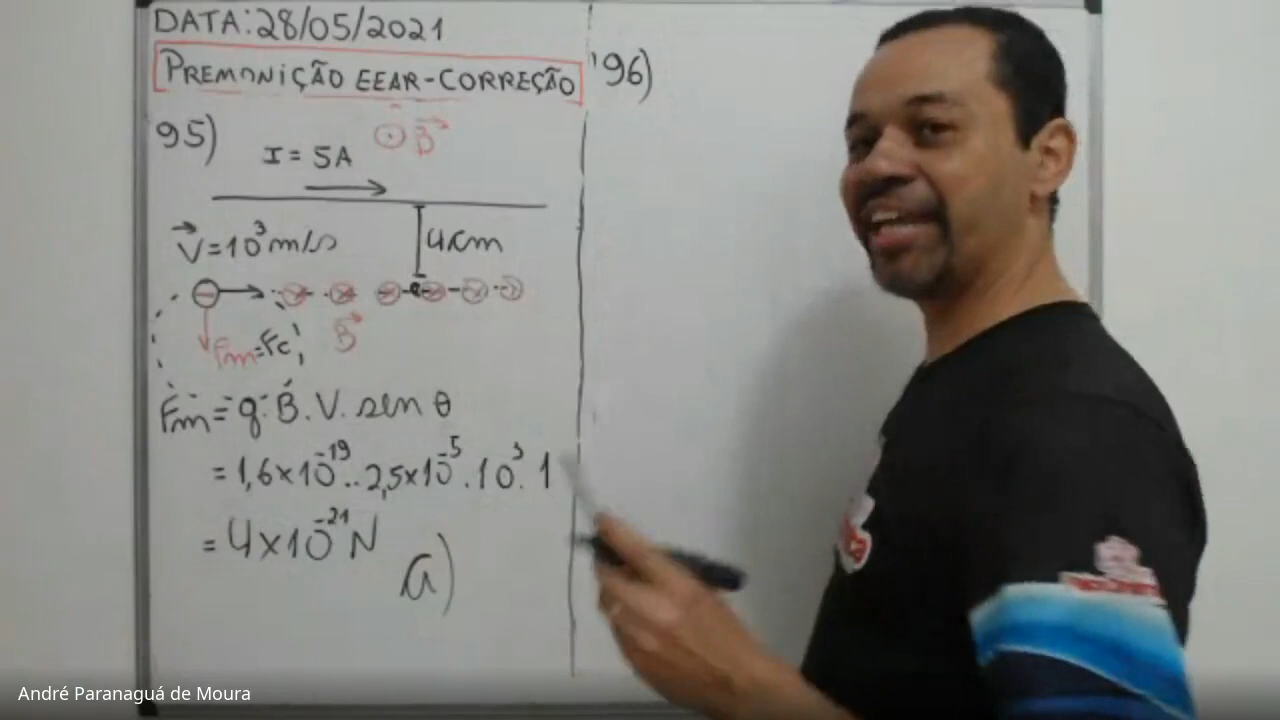 DATA: 28/05/2021
PREMONIÇÃO EEAR-CORREÇÃO
95)
⊙ B⃗
I = 5A
V⃗ = 10³ m/s
4cm
Fm=Fc
B⃗
Fm = q.B.V. sen θ
= 1,6×10⁻¹⁹..2,5×10⁻⁵.10³.1
= 4×10⁻²¹ N
a)
96)
André Paranaguá de Moura